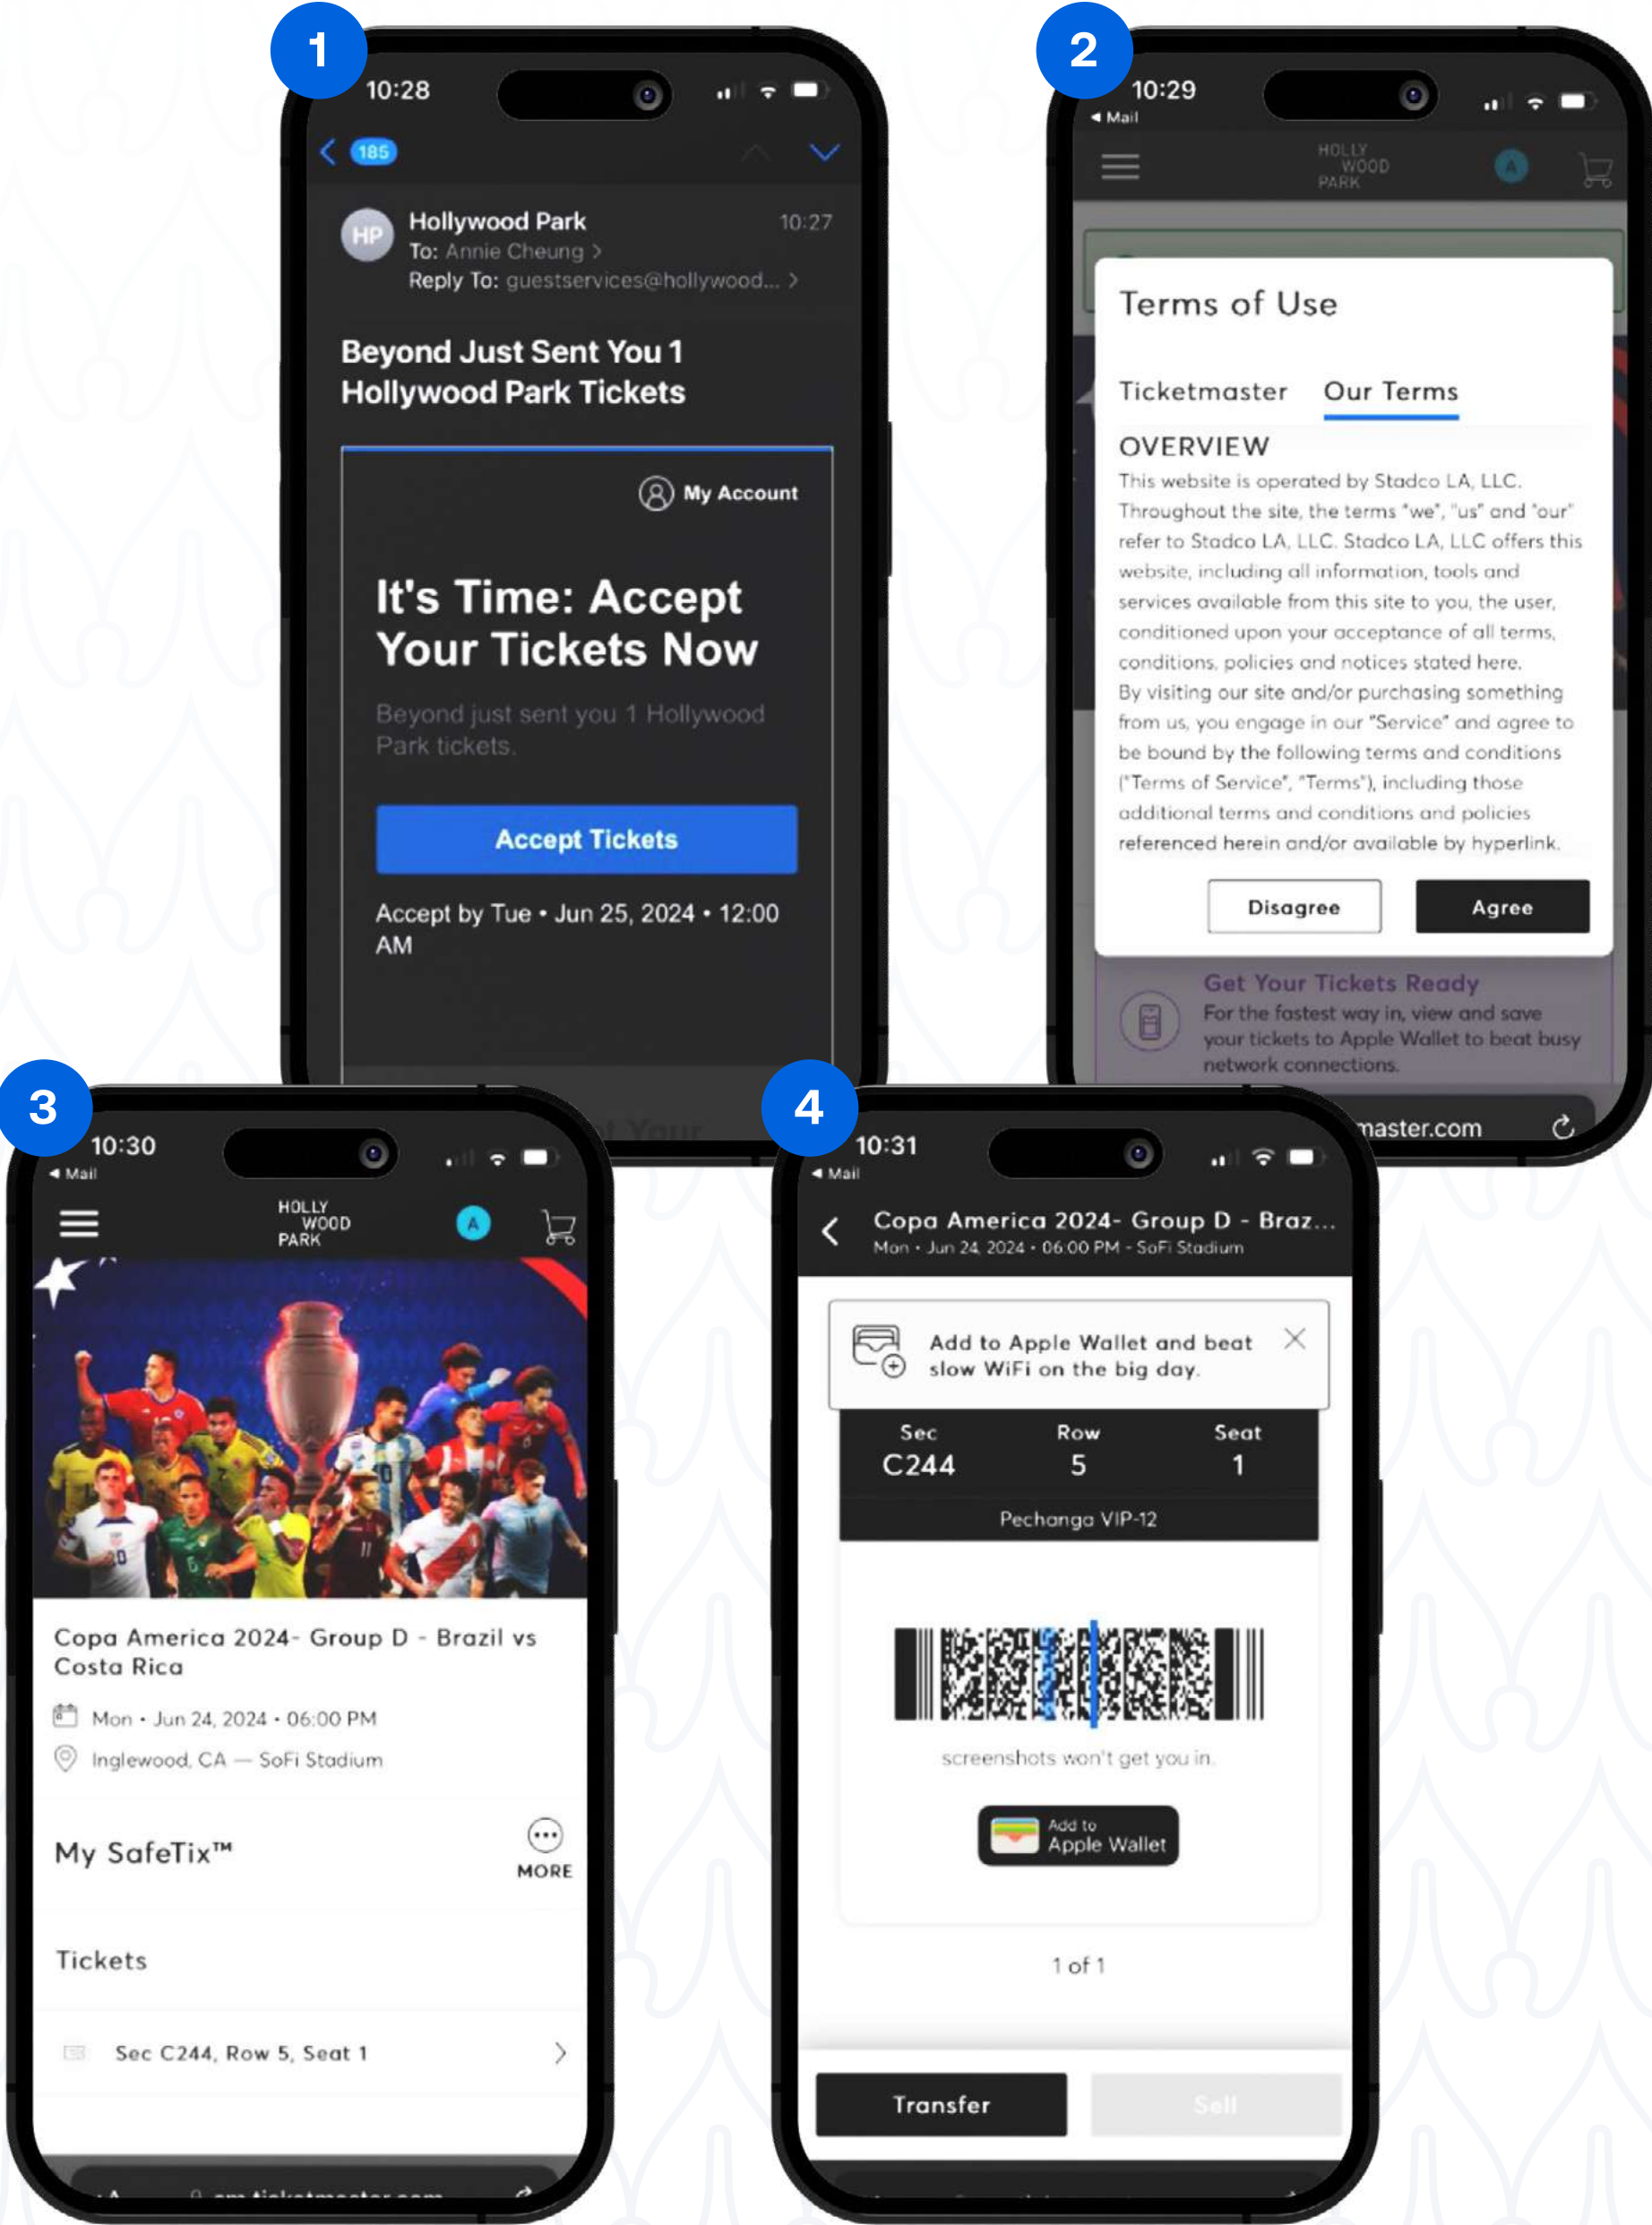 1
10:28
185
HP
Hollywood Park
10:27
To: Annie Cheung >
Reply To: guestservices@hollywood... >
Beyond Just Sent You 1
Hollywood Park Tickets
My Account
It's Time: Accept
Your Tickets Now
Beyond just sent you 1 Hollywood
Park tickets.
Accept Tickets
Accept by Tue • Jun 25, 2024 • 12:00
AM
Your
2
10:29
◀ Mail
HOLLY
WOOD
PARK
A
Terms of Use
Ticketmaster Our Terms
OVERVIEW
This website is operated by Stadco LA, LLC.
Throughout the site, the terms "we", "us" and "our"
refer to Stadco LA, LLC. Stadco LA, LLC offers this
website, including all information, tools and
services available from this site to you, the user,
conditioned upon your acceptance of all terms,
conditions, policies and notices stated here.
By visiting our site and/or purchasing something
from us, you engage in our "Service" and agree to
be bound by the following terms and conditions
("Terms of Service", "Terms"), including those
additional terms and conditions and policies
referenced herein and/or available by hyperlink.
Disagree Agree
Get Your Tickets Ready
For the fastest way in, view and save
your tickets to Apple Wallet to beat busy
network connections.
master.com
3
10:30
◀ Mail
HOLLY
WOOD
PARK
A
Copa America 2024- Group D - Brazil vs
Costa Rica
Mon • Jun 24, 2024 • 06:00 PM
Inglewood, CA — SoFi Stadium
My SafeTix™
MORE
Tickets
Sec C244, Row 5, Seat 1
am.ticketmaster.com
4
10:31
◀ Mail
Copa America 2024- Group D - Braz...
Mon • Jun 24, 2024 • 06:00 PM - SoFi Stadium
Add to Apple Wallet and beat
slow WiFi on the big day.
Sec Row Seat
C244 5 1
Pechanga VIP-12
screenshots won't get you in.
Add to
Apple Wallet
1 of 1
Transfer Sell